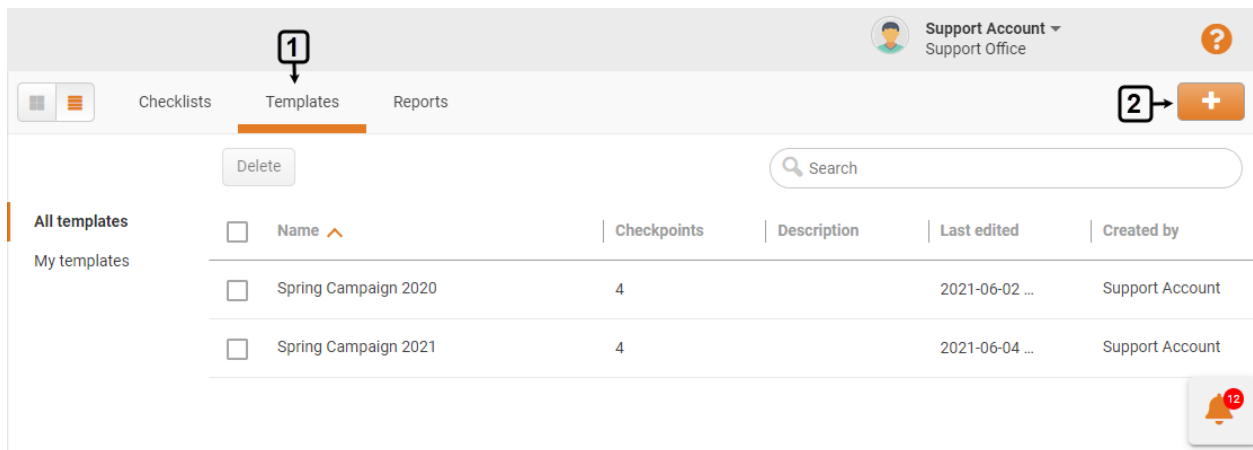 Support Account
Support Office
?
1
Checklists Templates Reports
2 +
Delete
Search
All templates
My templates
Name Checkpoints Description Last edited Created by
Spring Campaign 2020 4 2021-06-02 ... Support Account
Spring Campaign 2021 4 2021-06-04 ... Support Account
12